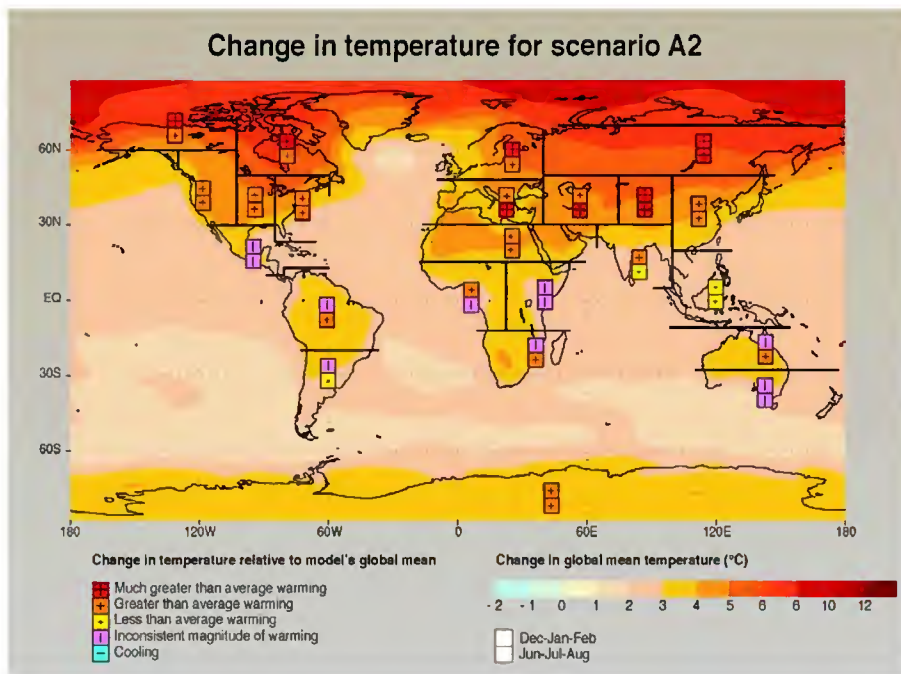 Change in temperature for scenario A2
60N
30N
EQ
30S
60S
180 120W 60W 0 60E 120E 180
Change in temperature relative to model's global mean
Much greater than average warming
Greater than average warming
Less than average warming
Inconsistent magnitude of warming
Cooling
Change in global mean temperature (°C)
- 2 - 1 0 1 2 3 4 5 6 6 10 12
Dec-Jan-Feb
Jun-Jul-Aug